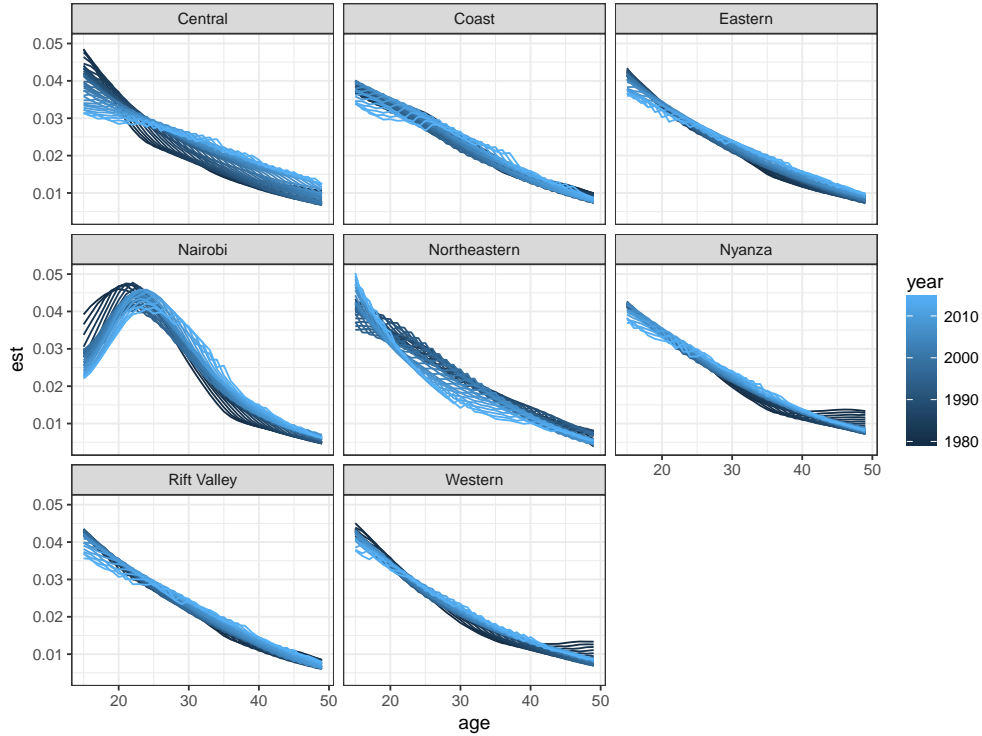 Central Coast Eastern
0.05
0.04
0.03
0.02
0.01
Nairobi Northeastern Nyanza
0.05
0.04
0.03
0.02
0.01
20 30 40 50
Rift Valley Western
0.05
0.04
0.03
0.02
0.01
20 30 40 50 20 30 40 50
age
est
year
2010
2000
1990
1980